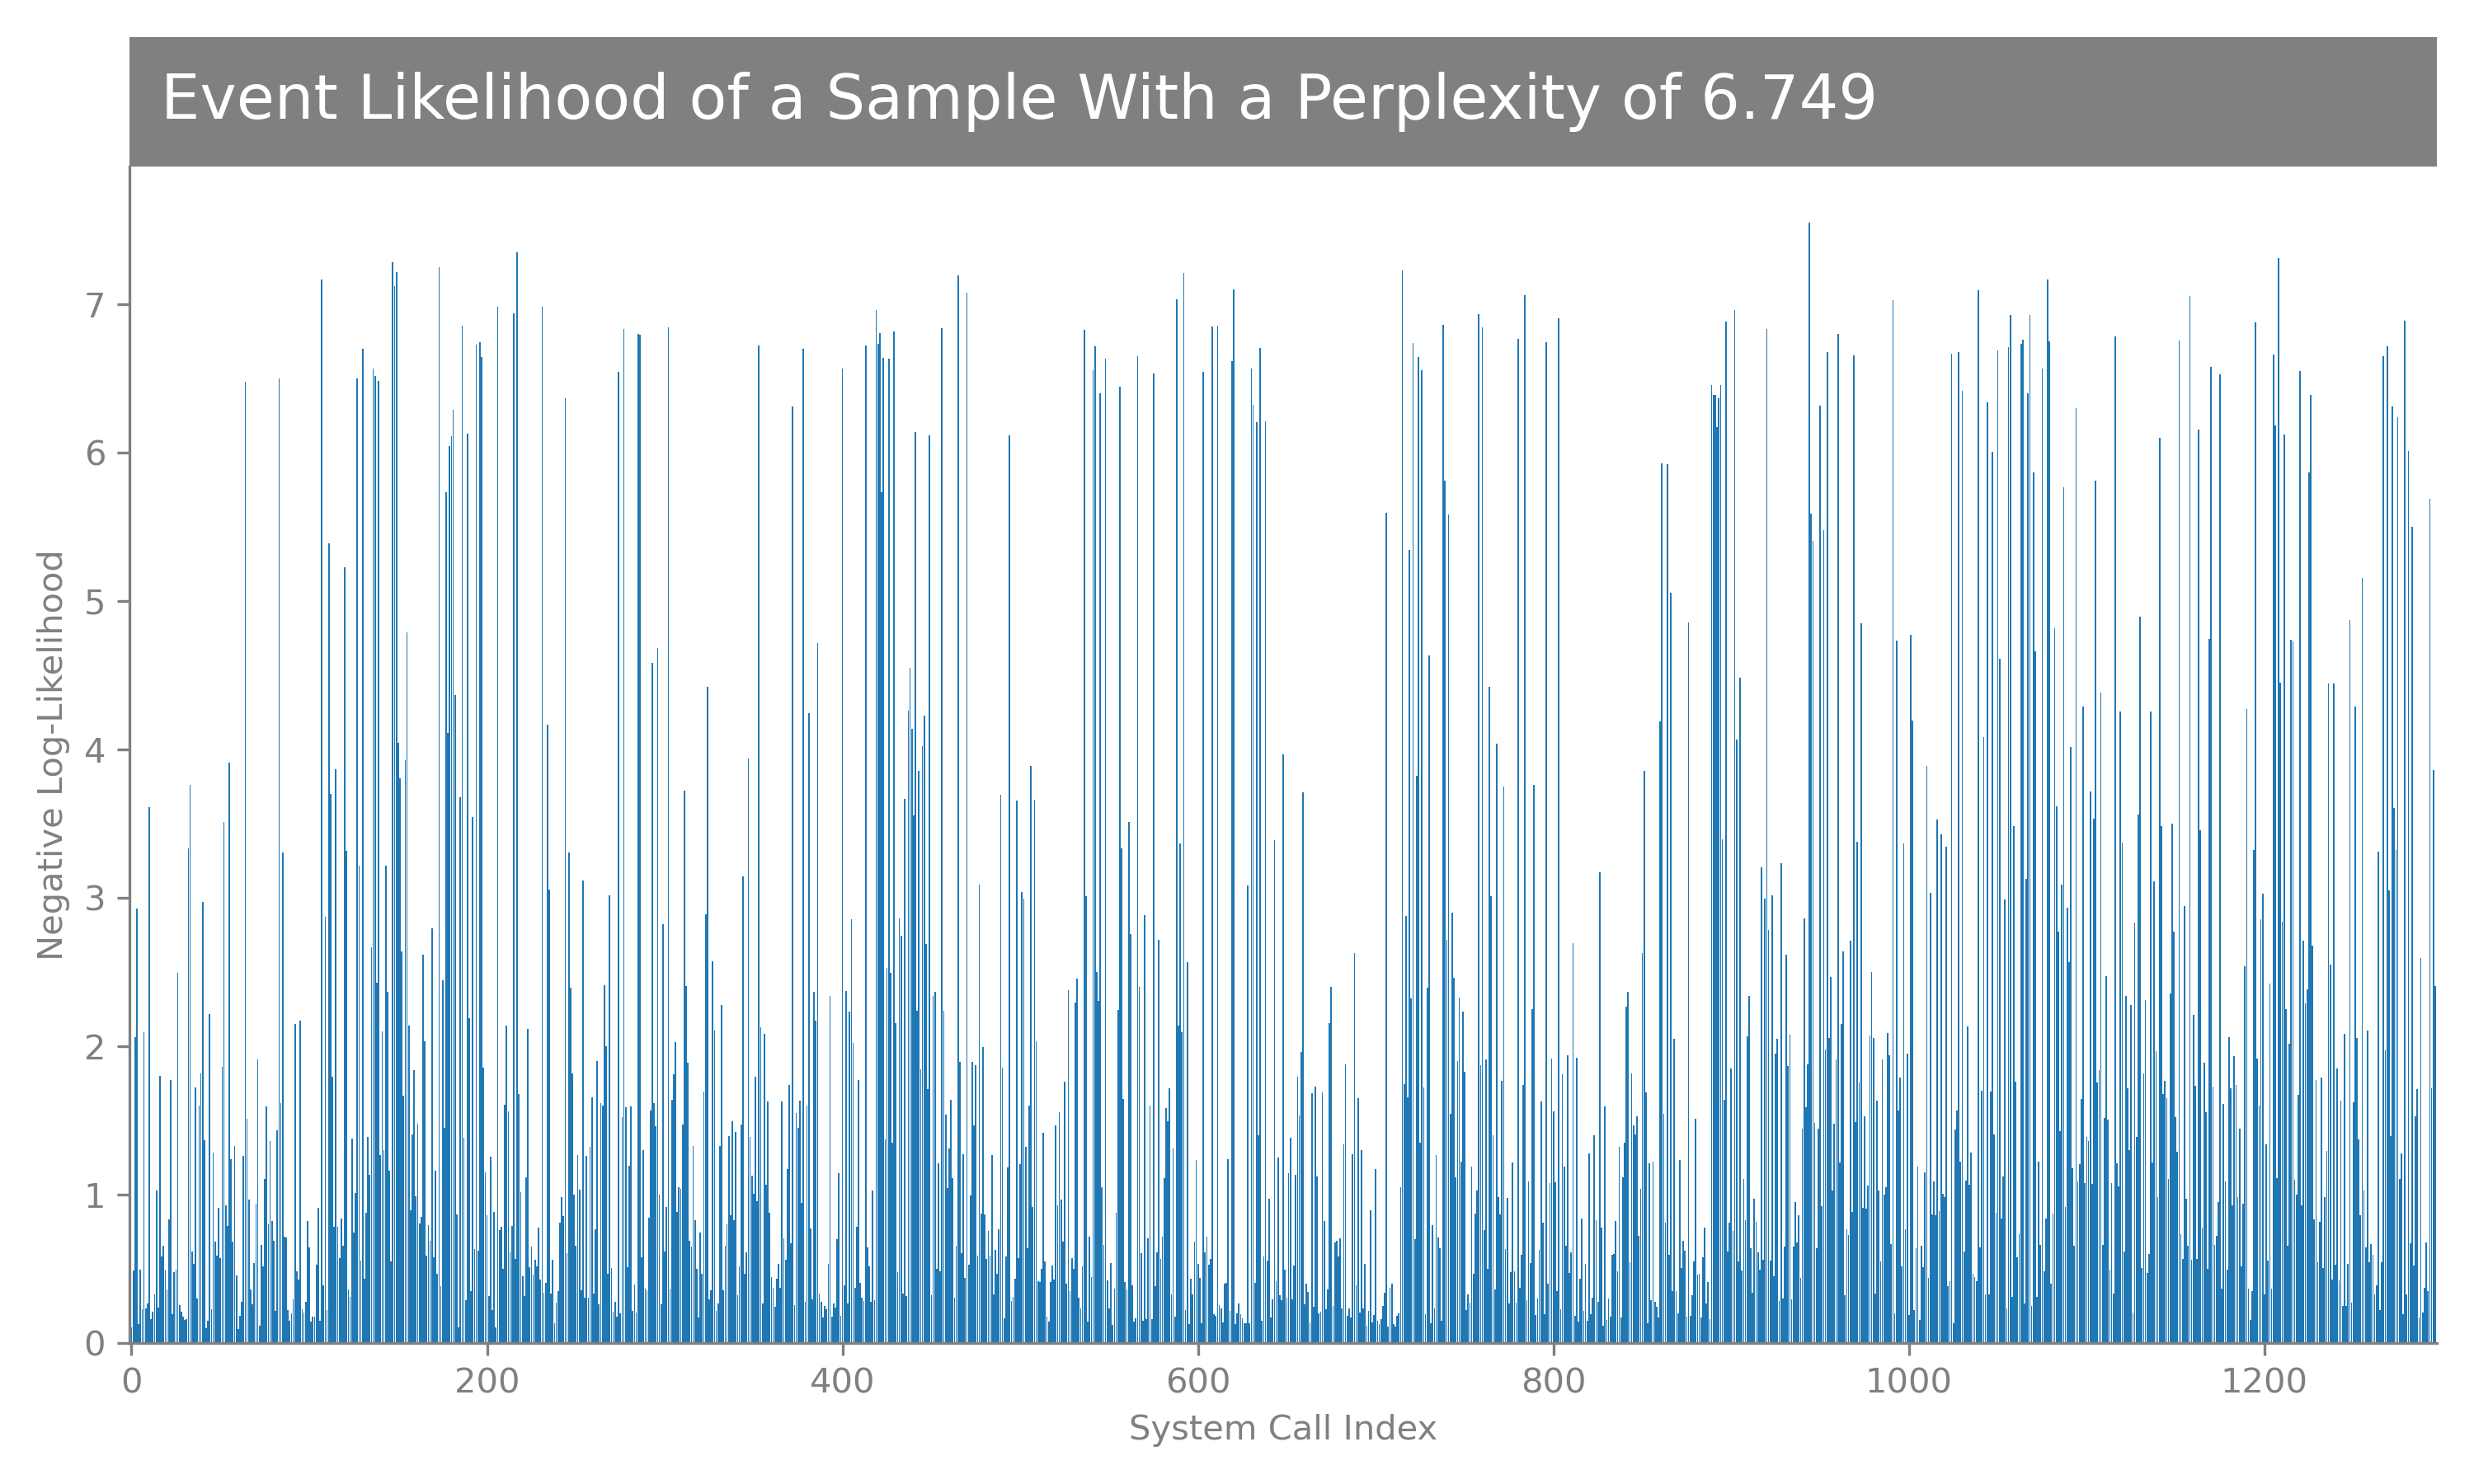 Event Likelihood of a Sample With a Perplexity of 6.749
Negative Log-Likelihood
7
6
5
4
3
2
1
0
0 200 400 600 800 1000 1200
System Call Index